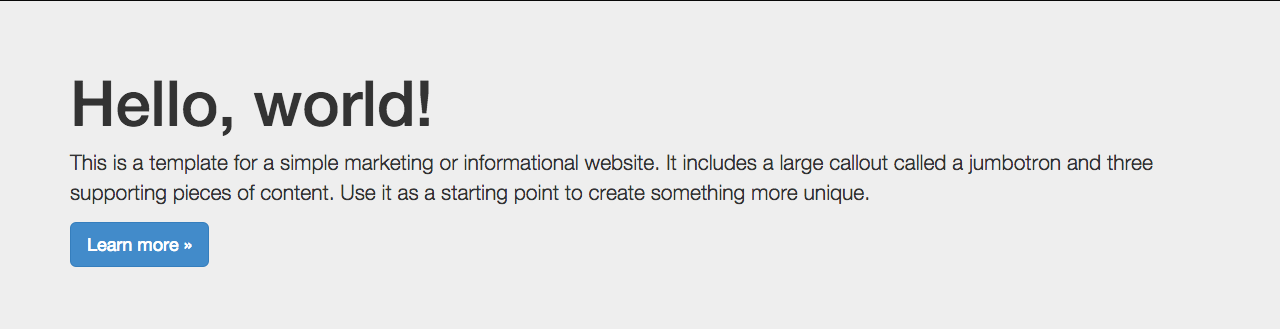 Hello, world!
This is a template for a simple marketing or informational website. It includes a large callout called a jumbotron and three
supporting pieces of content. Use it as a starting point to create something more unique.
Learn more »